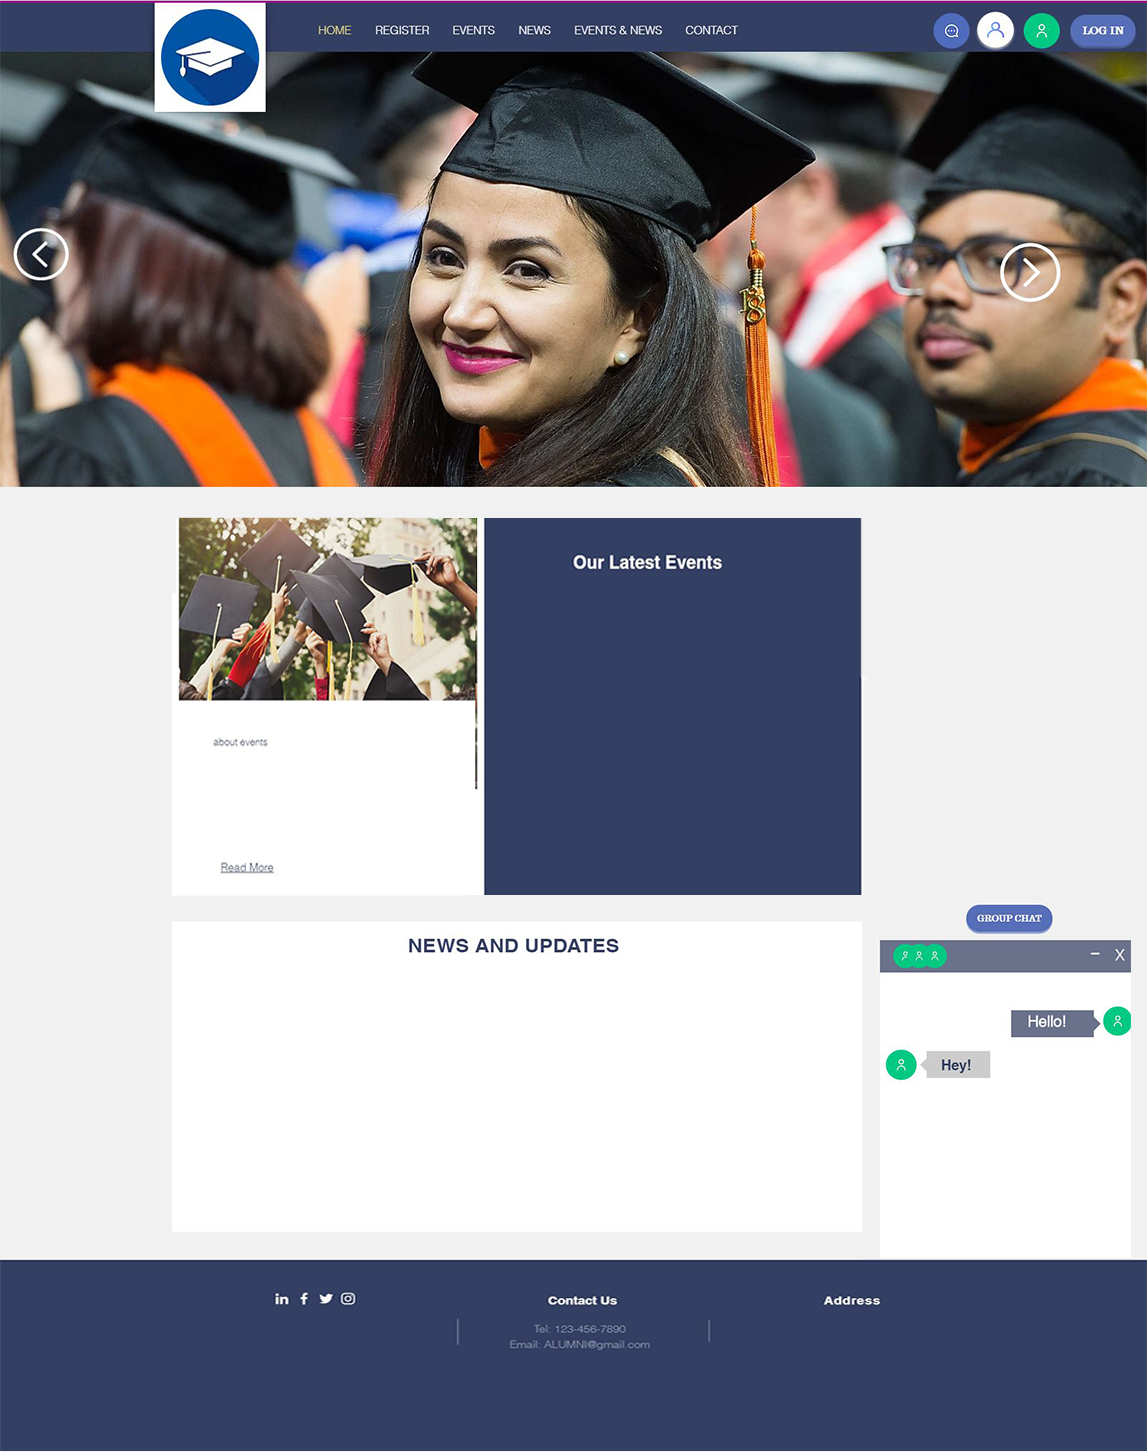 HOME REGISTER EVENTS NEWS EVENTS & NEWS CONTACT LOG IN
18
Our Latest Events
about events
Read More
GROUP CHAT
NEWS AND UPDATES
– X
Hello!
Hey!
in f
Contact Us
Address
Tel: 123-456-7890
Email: ALUMNI@gmail.com